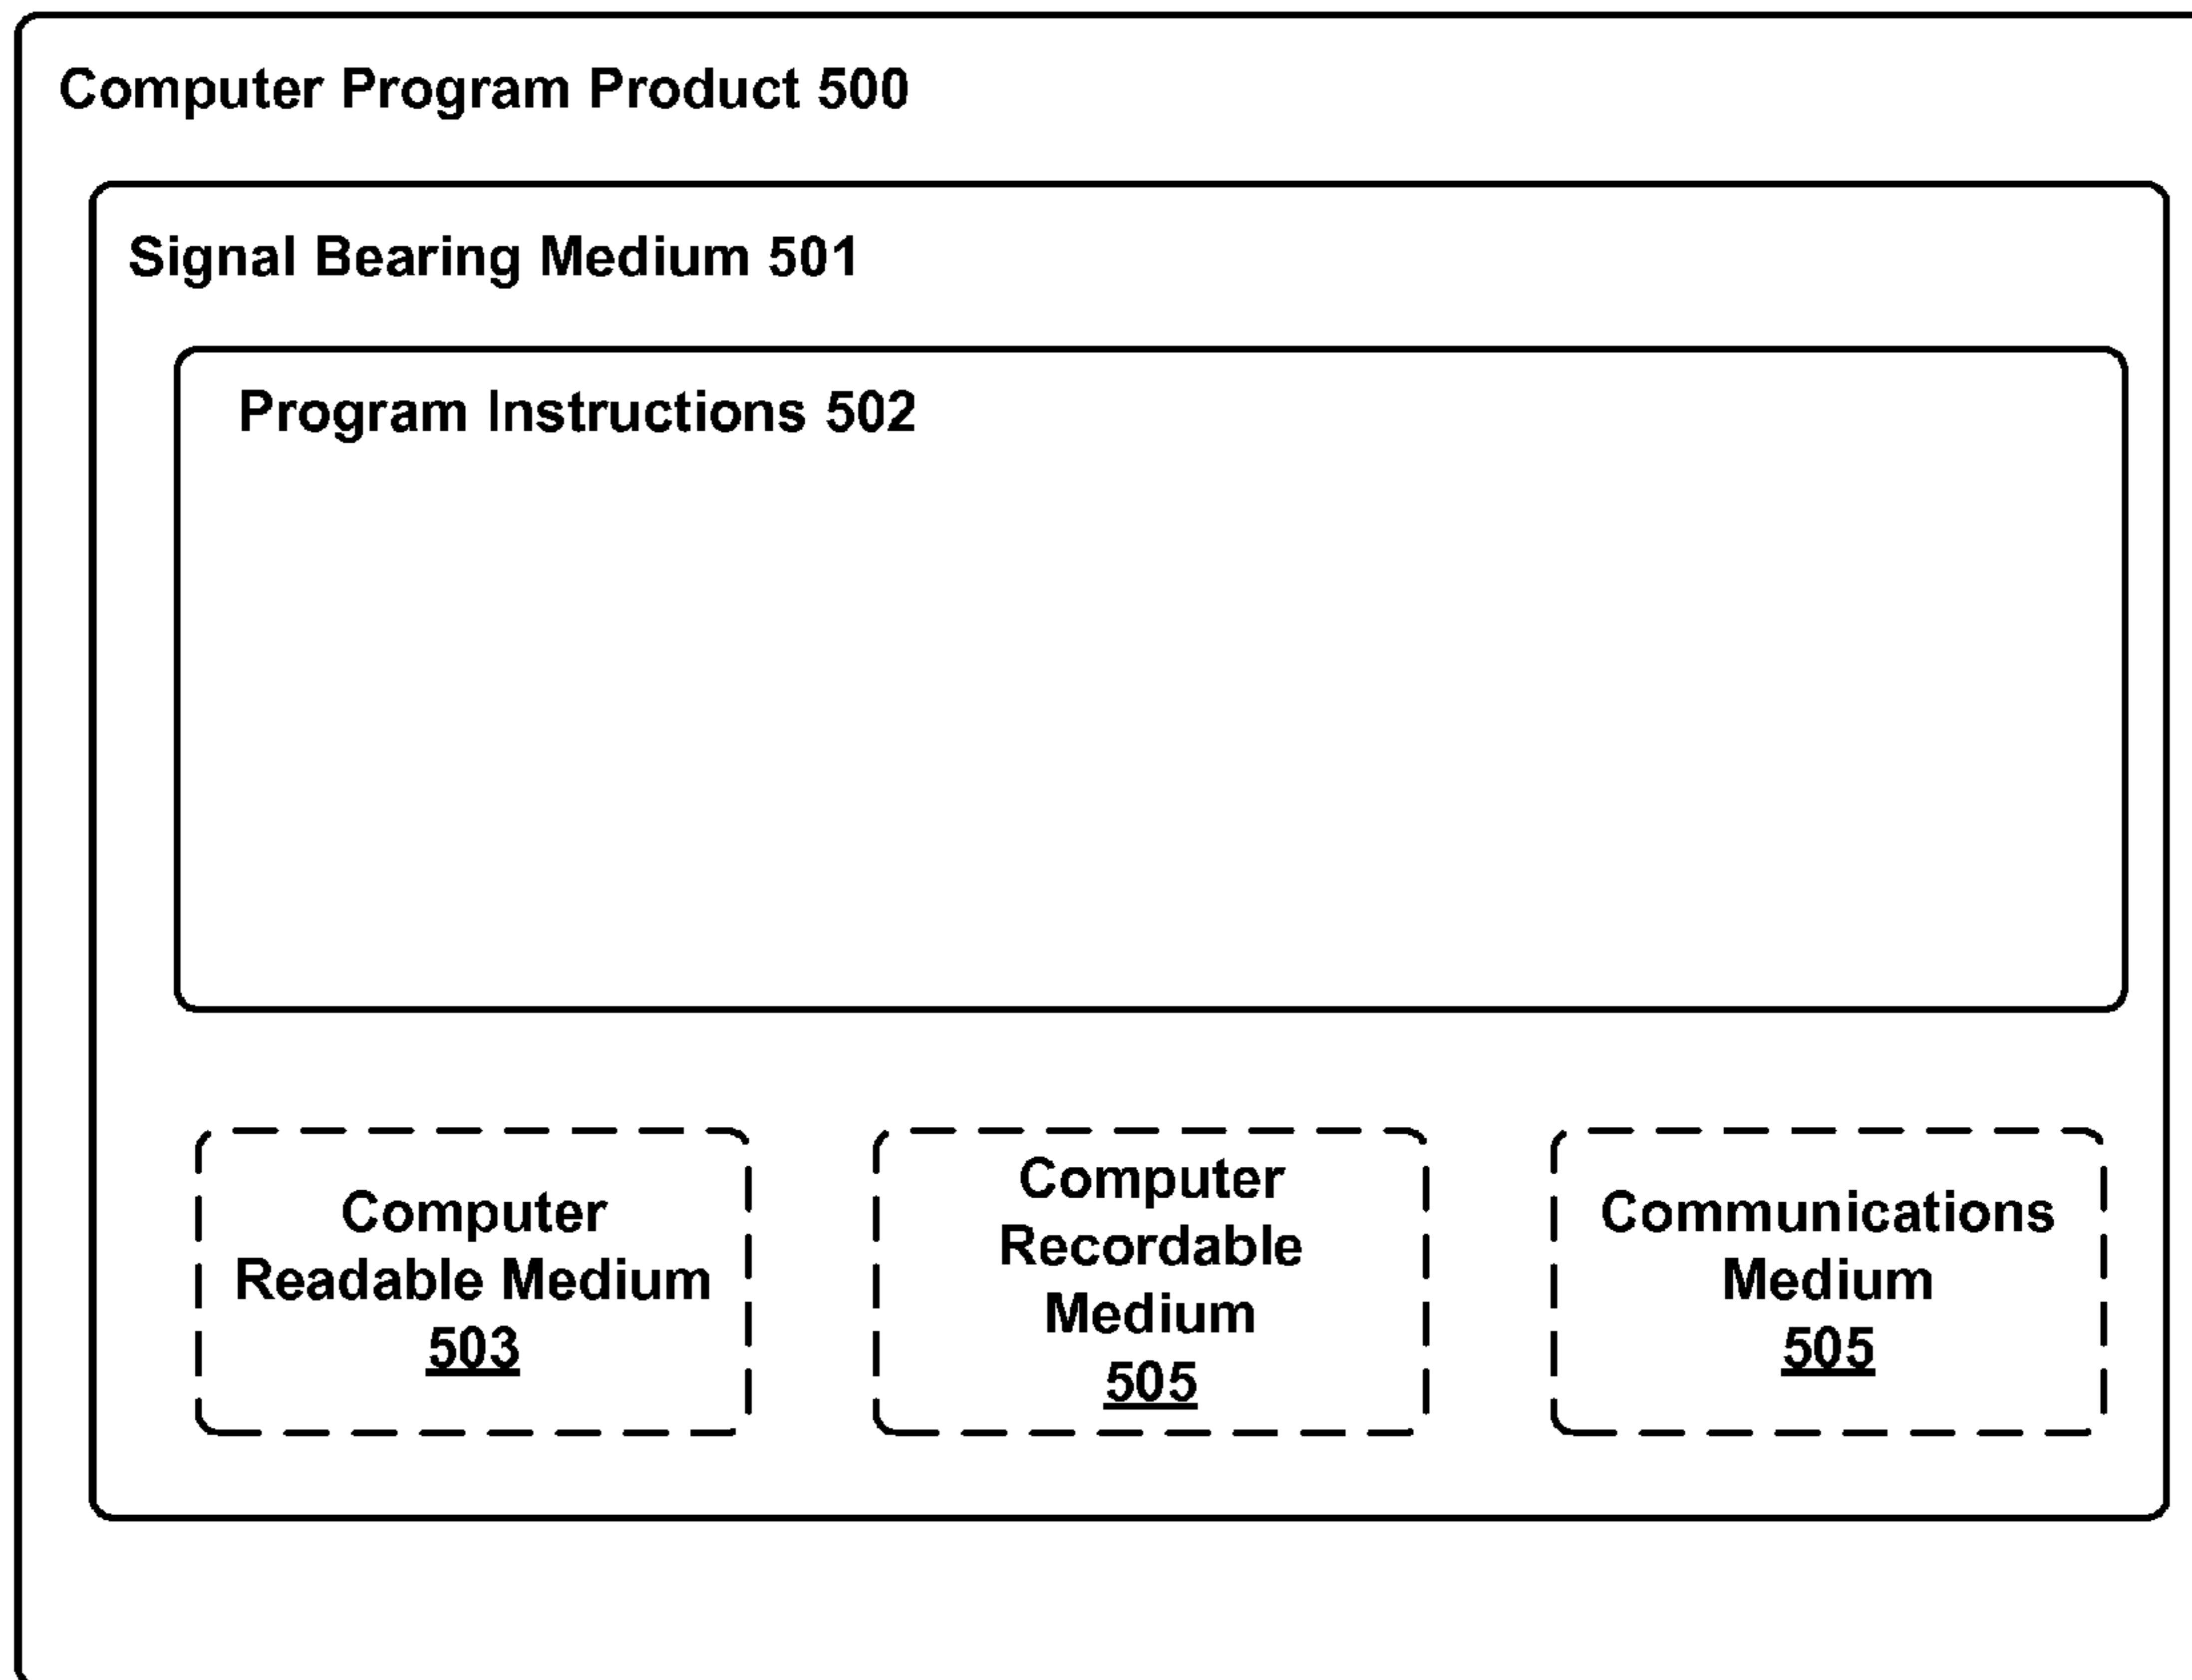 Computer Program Product 500
Signal Bearing Medium 501
Program Instructions 502
Computer
Readable Medium
503
Computer
Recordable
Medium
505
Communications
Medium
505